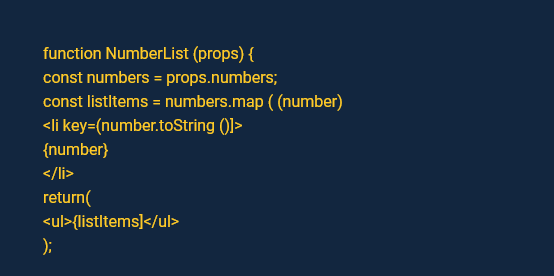 function NumberList (props) {
const numbers = props.numbers;
const listItems = numbers.map ( (number)
<li key=(number.toString ()]>
{number}
</li>
return(
<ul>{listItems]</ul>
);